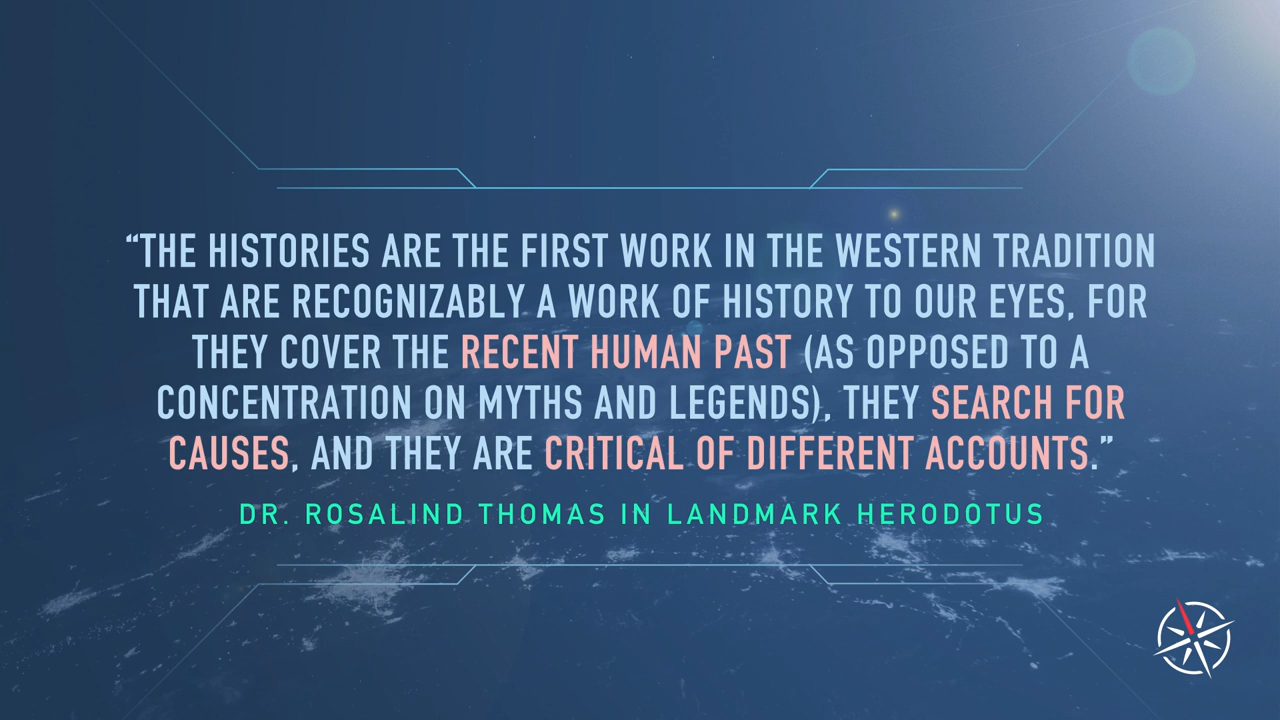 “THE HISTORIES ARE THE FIRST WORK IN THE WESTERN TRADITION
THAT ARE RECOGNIZABLY A WORK OF HISTORY TO OUR EYES, FOR
THEY COVER THE RECENT HUMAN PAST (AS OPPOSED TO A
CONCENTRATION ON MYTHS AND LEGENDS), THEY SEARCH FOR
CAUSES, AND THEY ARE CRITICAL OF DIFFERENT ACCOUNTS.”
DR. ROSALIND THOMAS IN LANDMARK HERODOTUS